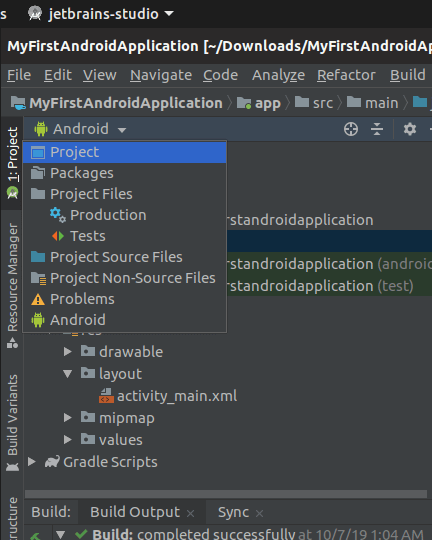 jetbrains-studio
MyFirstAndroidApplication [~/Downloads/MyFirstAndroidAp
File Edit View Navigate Code Analyze Refactor Build
MyFirstAndroidApplication app src main
1: Project
Android
Project
Packages
Project Files
Production
Tests
Project Source Files
Project Non-Source Files
Problems
Android
rstandroidapplication
rstandroidapplication (android
rstandroidapplication (test)
drawable
layout
activity_main.xml
mipmap
values
Gradle Scripts
Resource Manager
Build Variants
tructure
Build: Build Output × Sync ×
Build: completed successfully at 10/7/19 1:04 AM